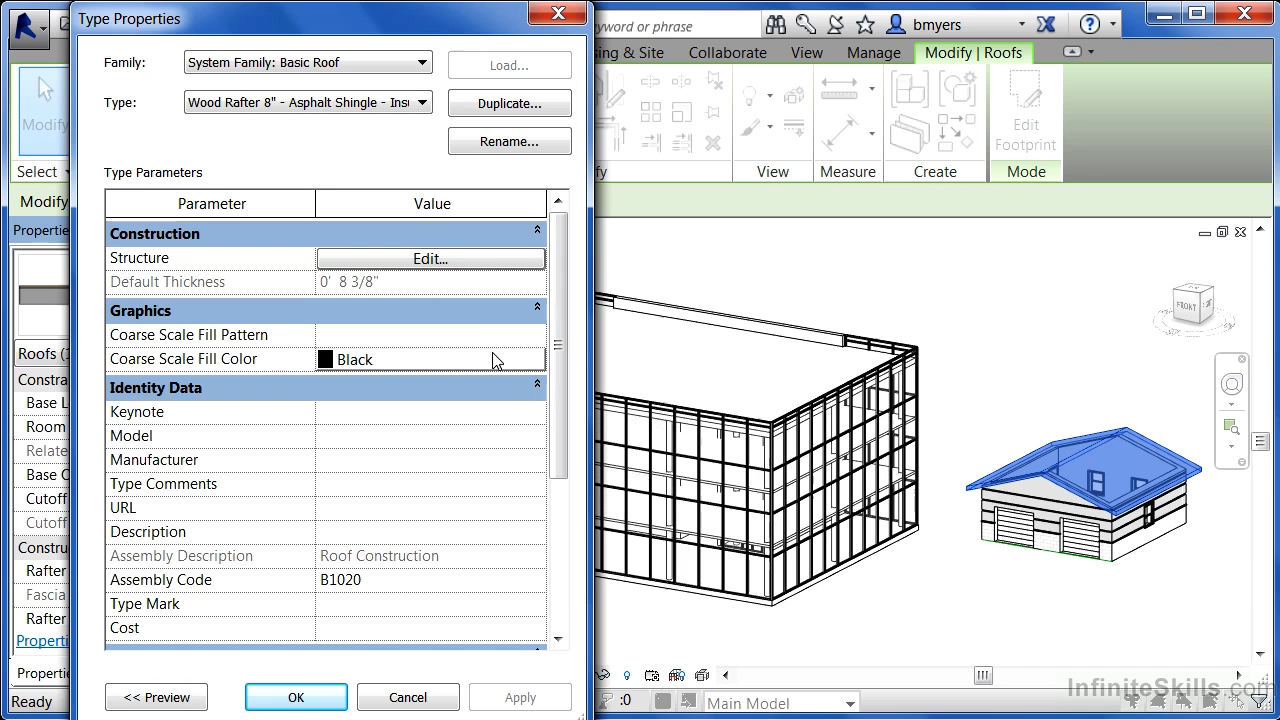 Type Properties
Family:
System Family: Basic Roof
Load...
Type:
Wood Rafter 8" - Asphalt Shingle - Insu
Duplicate...
Rename...
Type Parameters
Parameter
Value
Construction
Structure
Edit...
Default Thickness
0' 8 3/8"
Graphics
Coarse Scale Fill Pattern
Coarse Scale Fill Color
Black
Identity Data
Keynote
Model
Manufacturer
Type Comments
URL
Description
Assembly Description
Roof Construction
Assembly Code
B1020
Type Mark
Cost
<< Preview
OK
Cancel
Apply
eyword or phrase
bmyers
ing & Site
Collaborate
View
Manage
Modify | Roofs
Modify
Edit
Footprint
Select
fy
View
Measure
Create
Mode
Modify
Propertie
Roofs (1
Constra
Base L
Room
Relate
Base O
Cutoff
Cutoff
Constru
Rafter
Fascia
Rafter
Properti
Properti
Ready
FRONT
:0
Main Model
InfiniteSkills.com